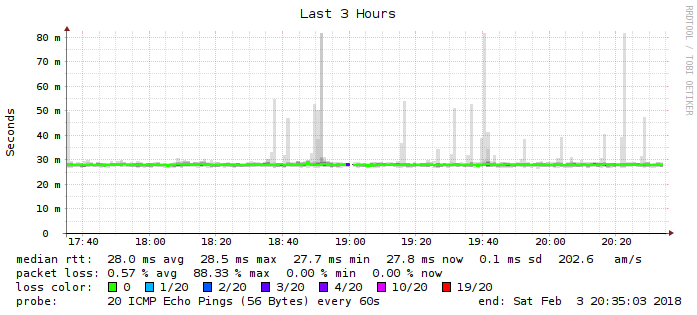 Last 3 Hours
RRDTOOL / TOBI OETIKER
Seconds
80 m
70 m
60 m
50 m
40 m
30 m
20 m
10 m
0
17:40 18:00 18:20 18:40 19:00 19:20 19:40 20:00 20:20
median rtt: 28.0 ms avg 28.5 ms max 27.7 ms min 27.8 ms now 0.1 ms sd 202.6 am/s
packet loss: 0.57 % avg 88.33 % max 0.00 % min 0.00 % now
loss color: 0 1/20 2/20 3/20 4/20 10/20 19/20
probe: 20 ICMP Echo Pings (56 Bytes) every 60s end: Sat Feb 3 20:35:03 2018